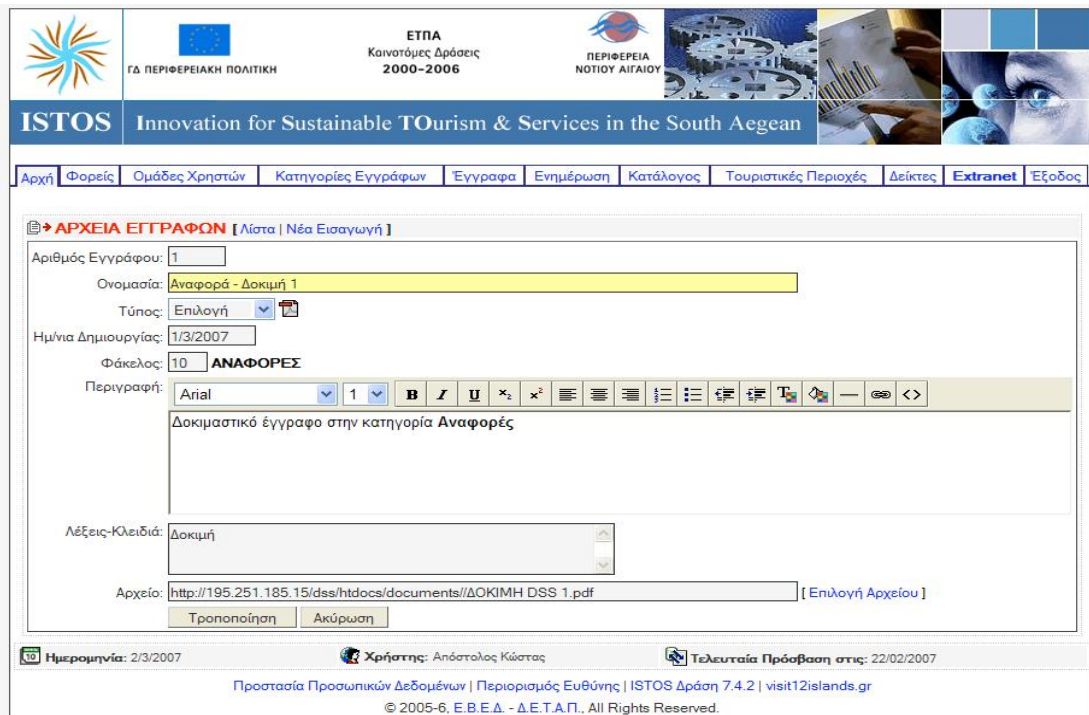 ΓΔ ΠΕΡΙΦΕΡΕΙΑΚΗ ΠΟΛΙΤΙΚΗ
ΕΤΠΑ
Καινοτόμες Δράσεις
2000-2006
ΠΕΡΙΦΕΡΕΙΑ
ΝΟΤΙΟΥ ΑΙΓΑΙΟΥ
ISTOS Innovation for Sustainable TOurism & Services in the South Aegean
Αρχή Φορείς Ομάδες Χρηστών Κατηγορίες Εγγράφων Έγγραφα Ενημέρωση Κατάλογος Τουριστικές Περιοχές Δείκτες Extranet Έξοδος
ΑΡΧΕΙΑ ΕΓΓΡΑΦΩΝ [ Λίστα | Νέα Εισαγωγή ]
Αριθμός Εγγράφου: 1
Ονομασία: Αναφορά - Δοκιμή 1
Τύπος: Επιλογή
Ημ/νια Δημιουργίας: 1/3/2007
Φάκελος: 10 ΑΝΑΦΟΡΕΣ
Περιγραφή: Arial 1 B I U x₂ x² T <>
Δοκιμαστικό έγγραφο στην κατηγορία Αναφορές
Λέξεις-Κλειδιά: Δοκιμή
Αρχείο: http://195.251.185.15/dss/htdocs/documents//ΔΟΚΙΜΗ DSS 1.pdf [ Επιλογή Αρχείου ]
Τροποποίηση Ακύρωση
10 Ημερομηνία: 2/3/2007 Χρήστης: Απόστολος Κώστας Τελευταία Πρόσβαση στις: 22/02/2007
Προστασία Προσωπικών Δεδομένων | Περιορισμός Ευθύνης | ISTOS Δράση 7.4.2 | visit12islands.gr
© 2005-6, Ε.Β.Ε.Δ. - Δ.Ε.Τ.Α.Π., All Rights Reserved.